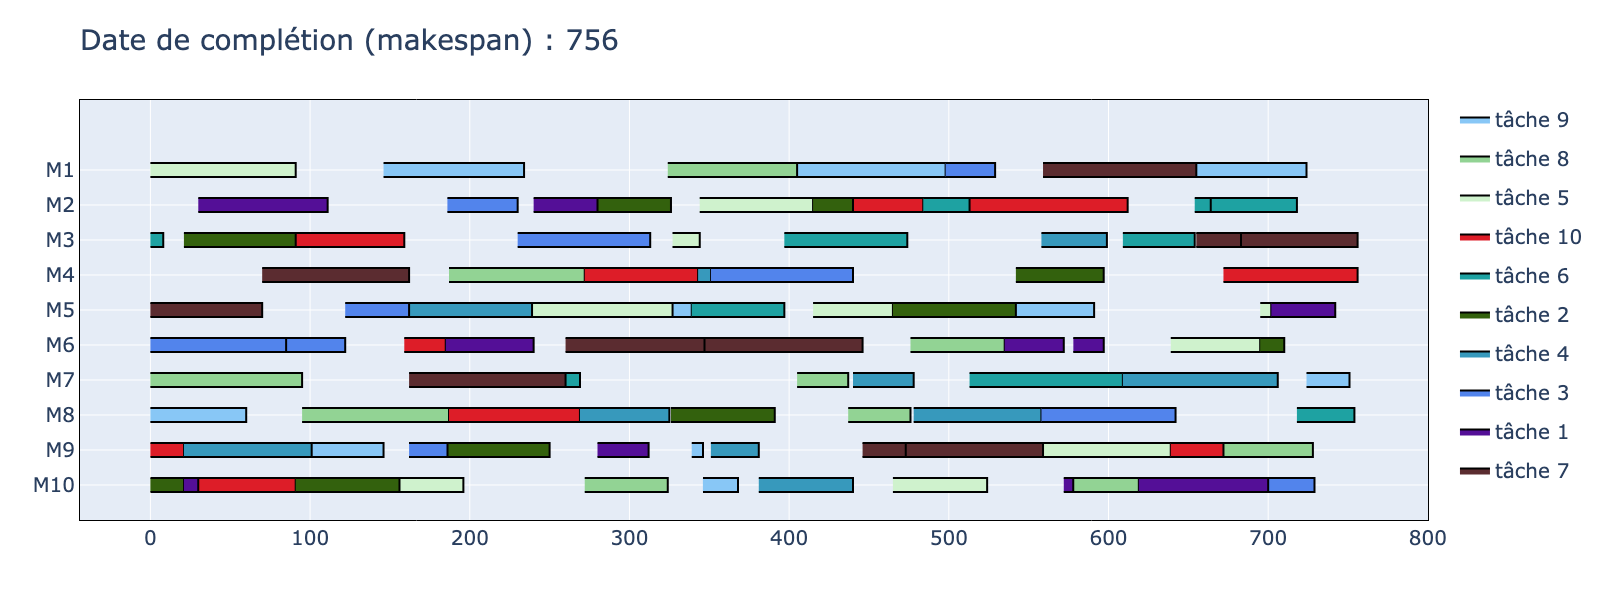 Date de complétion (makespan) : 756
M1
M2
M3
M4
M5
M6
M7
M8
M9
M10
0 100 200 300 400 500 600 700 800
tâche 9
tâche 8
tâche 5
tâche 10
tâche 6
tâche 2
tâche 4
tâche 3
tâche 1
tâche 7